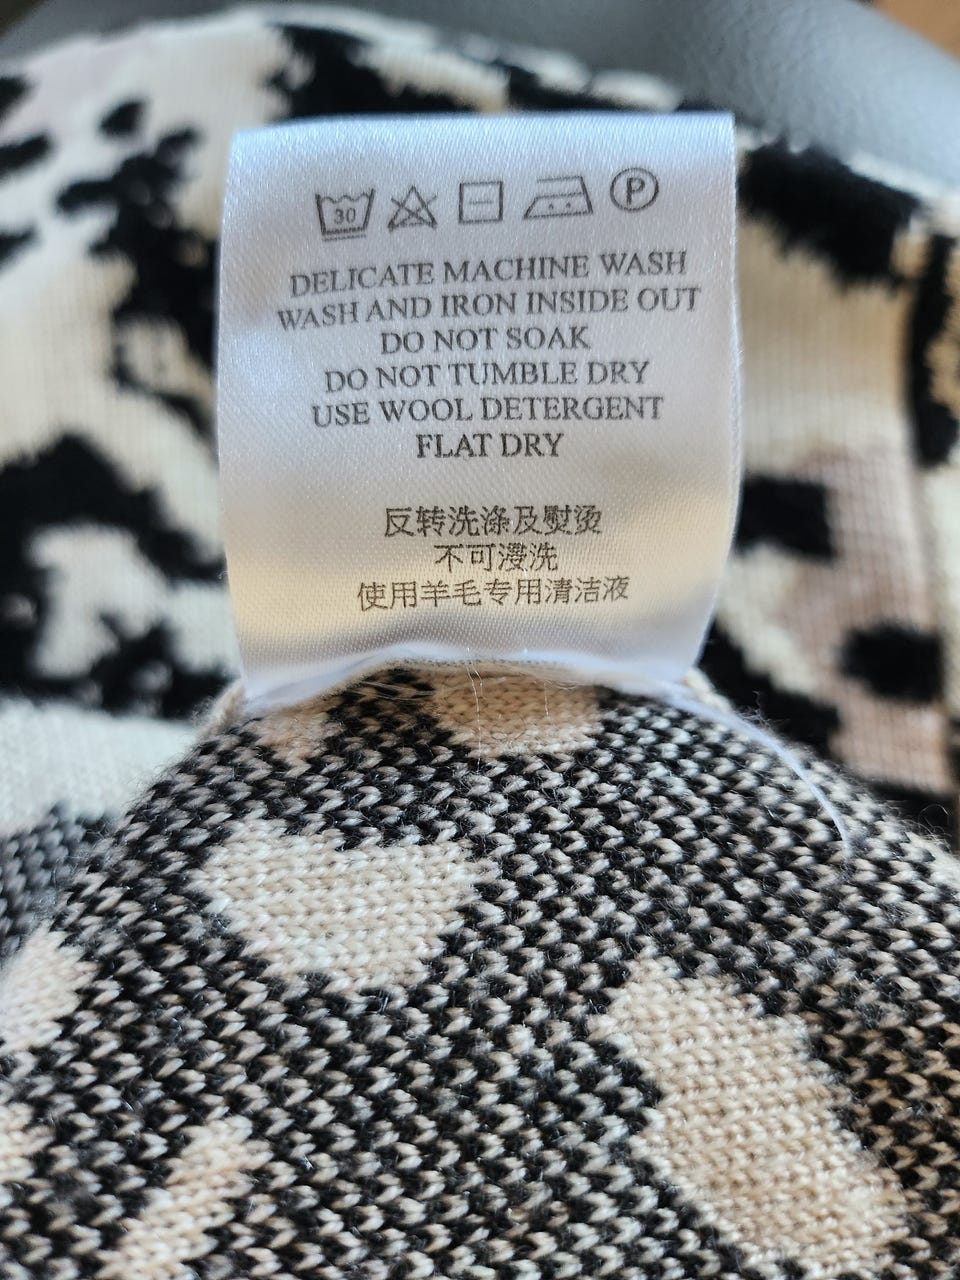 30 P
DELICATE MACHINE WASH
WASH AND IRON INSIDE OUT
DO NOT SOAK
DO NOT TUMBLE DRY
USE WOOL DETERGENT
FLAT DRY
反转洗涤及熨烫
不可浸洗
使用羊毛专用清洁液